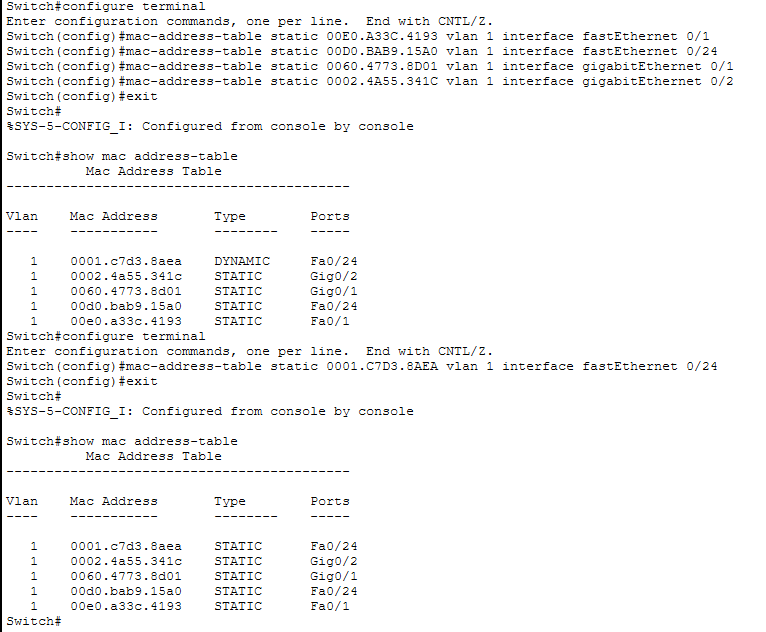 Switch#configure terminal
Enter configuration commands, one per line.  End with CNTL/Z.
Switch(config)#mac-address-table static 00E0.A33C.4193 vlan 1 interface fastEthernet 0/1
Switch(config)#mac-address-table static 00D0.BAB9.15A0 vlan 1 interface fastEthernet 0/24
Switch(config)#mac-address-table static 0060.4773.8D01 vlan 1 interface gigabitEthernet 0/1
Switch(config)#mac-address-table static 0002.4A55.341C vlan 1 interface gigabitEthernet 0/2
Switch(config)#exit
Switch#
%SYS-5-CONFIG_I: Configured from console by console

Switch#show mac address-table
          Mac Address Table
-------------------------------------------

Vlan    Mac Address       Type        Ports
----    -----------       --------    -----

   1    0001.c7d3.8aea    DYNAMIC     Fa0/24
   1    0002.4a55.341c    STATIC      Gig0/2
   1    0060.4773.8d01    STATIC      Gig0/1
   1    00d0.bab9.15a0    STATIC      Fa0/24
   1    00e0.a33c.4193    STATIC      Fa0/1
Switch#configure terminal
Enter configuration commands, one per line.  End with CNTL/Z.
Switch(config)#mac-address-table static 0001.C7D3.8AEA vlan 1 interface fastEthernet 0/24
Switch(config)#exit
Switch#
%SYS-5-CONFIG_I: Configured from console by console

Switch#show mac address-table
          Mac Address Table
-------------------------------------------

Vlan    Mac Address       Type        Ports
----    -----------       --------    -----

   1    0001.c7d3.8aea    STATIC      Fa0/24
   1    0002.4a55.341c    STATIC      Gig0/2
   1    0060.4773.8d01    STATIC      Gig0/1
   1    00d0.bab9.15a0    STATIC      Fa0/24
   1    00e0.a33c.4193    STATIC      Fa0/1
Switch#